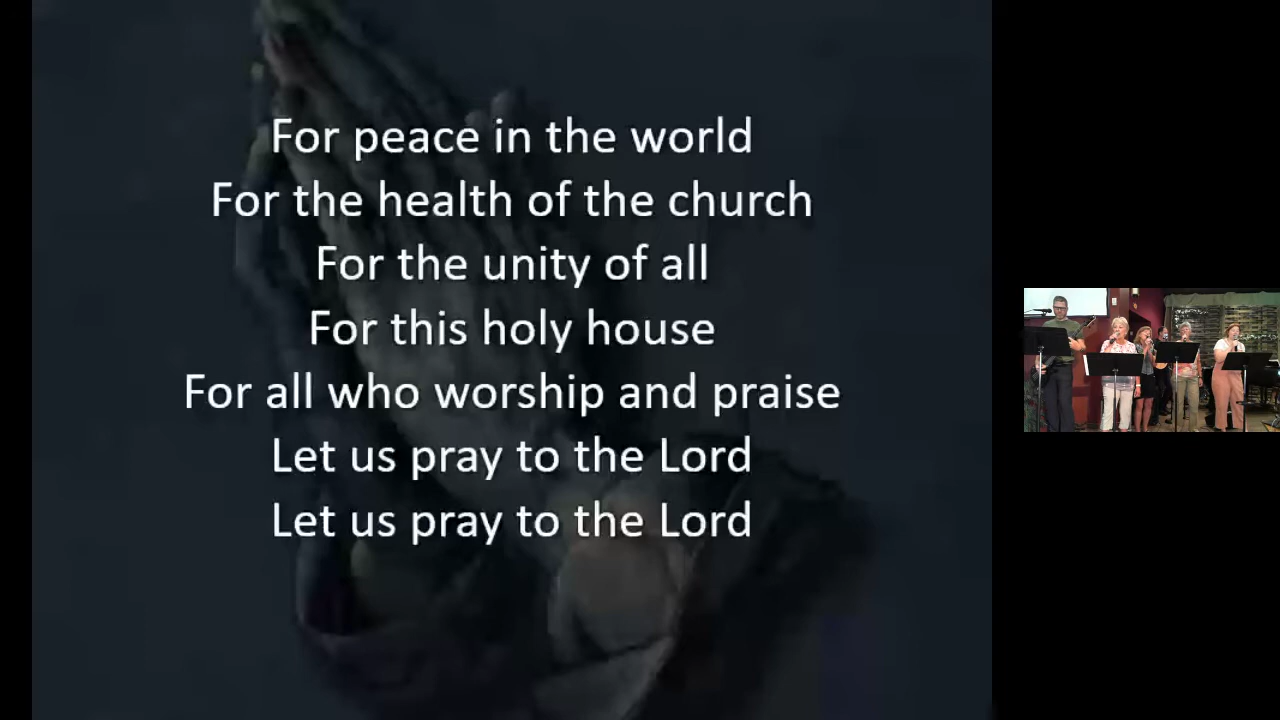 For peace in the world
For the health of the church
For the unity of all
For this holy house
For all who worship and praise
Let us pray to the Lord
Let us pray to the Lord